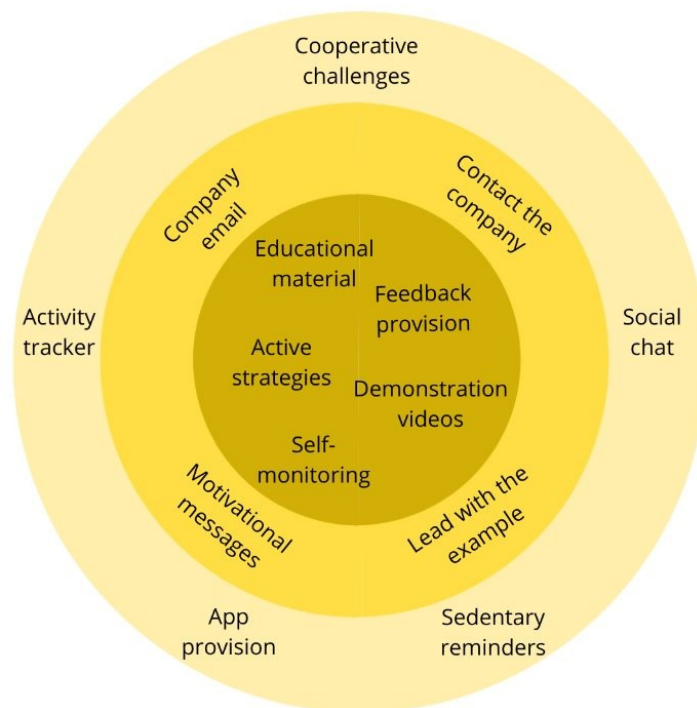 Cooperative
challenges
Company
email
Contact the
company
Educational
material
Feedback
provision
Activity
tracker
Social
chat
Active
strategies
Demonstration
videos
Self-
monitoring
Motivational
messages
Lead with the
example
App
provision
Sedentary
reminders